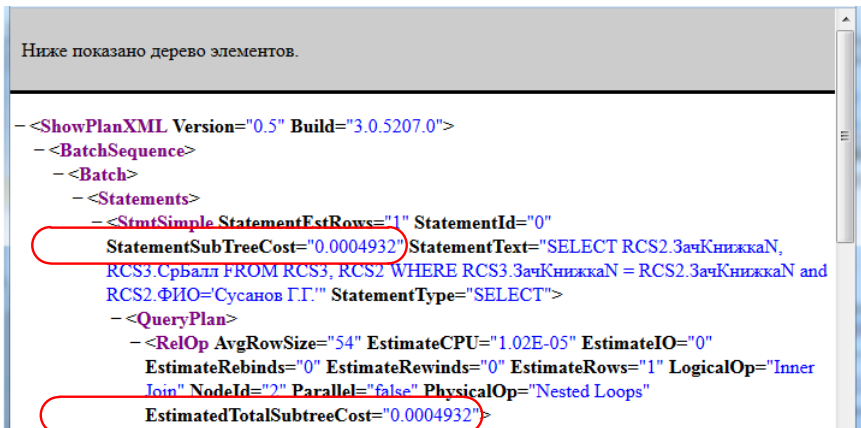 Ниже показано дерево элементов.
− <ShowPlanXML Version="0.5" Build="3.0.5207.0">
− <BatchSequence>
− <Batch>
− <Statements>
− <StmtSimple StatementEstRows="1" StatementId="0"
StatementSubTreeCost="0.0004932" StatementText="SELECT RCS2.ЗачКнижкаN,
RCS3.СрБалл FROM RCS3, RCS2 WHERE RCS3.ЗачКнижкаN = RCS2.ЗачКнижкаN and
RCS2.ФИО='Сусанов Г.Г.'" StatementType="SELECT">
− <QueryPlan>
− <RelOp AvgRowSize="54" EstimateCPU="1.02E-05" EstimateIO="0"
EstimateRebinds="0" EstimateRewinds="0" EstimateRows="1" LogicalOp="Inner
Join" NodeId="2" Parallel="false" PhysicalOp="Nested Loops"
EstimatedTotalSubtreeCost="0.0004932">